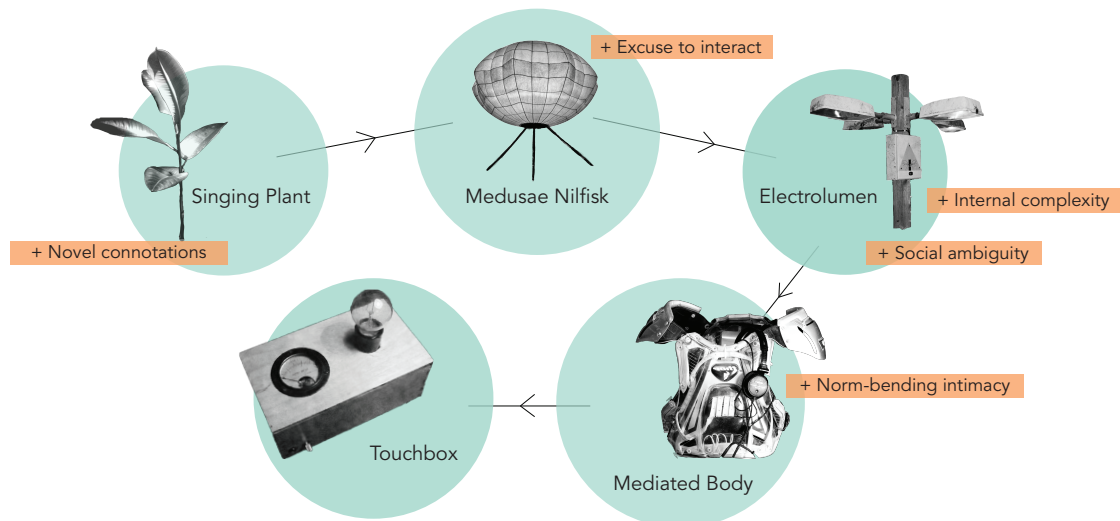 + Excuse to interact
Singing Plant
Medusae Nilfisk
Electrolumen
+ Internal complexity
+ Novel connotations
+ Social ambiguity
+ Norm-bending intimacy
Touchbox
Mediated Body